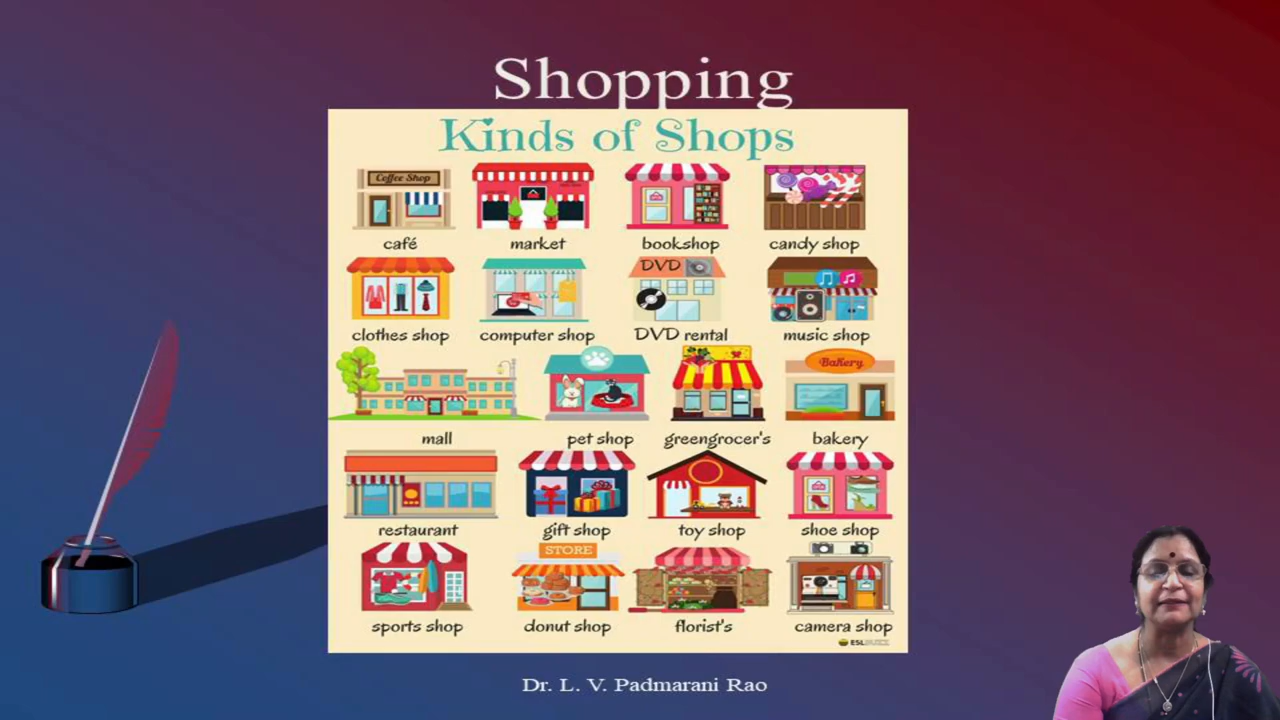 Shopping
Kinds of Shops
Coffee Shop
café market bookshop candy shop
DVD
clothes shop computer shop DVD rental music shop
BaKery
mall pet shop greengrocer's bakery
restaurant gift shop toy shop shoe shop
STORE
sports shop donut shop florist's camera shop
ESLBUZZ
Dr. L. V. Padmarani Rao